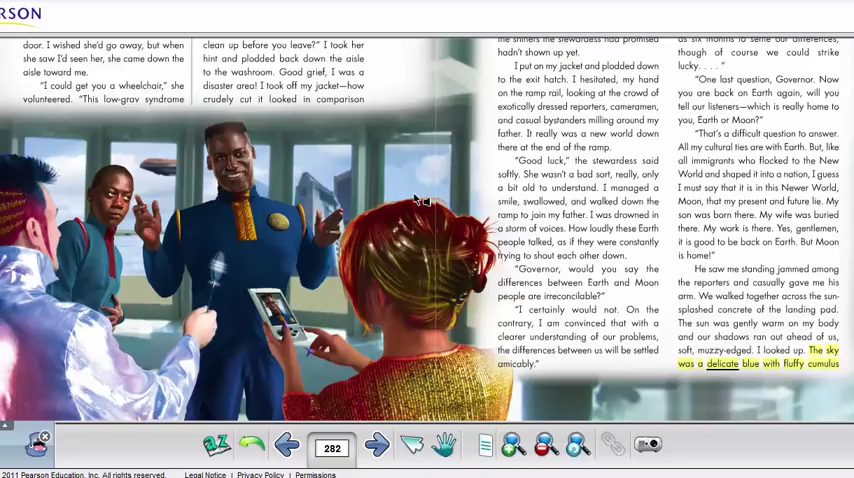 RSON
door. I wished she'd go away, but when
she saw I'd seen her, she came down the
aisle toward me.
"I could get you a wheelchair," she
volunteered. "This low-grav syndrome
clean up before you leave?" I took her
hint and plodded back down the aisle
to the washroom. Good grief, I was a
disaster area! I took off my jacket—how
crudely cut it looked in comparison
the shiners the stewardess had promised
hadn't shown up yet.
I put on my jacket and plodded down
to the exit hatch. I hesitated, my hand
on the ramp rail, looking at the crowd of
exotically dressed reporters, cameramen,
and casual bystanders milling around my
father. It really was a new world down
there at the end of the ramp.
"Good luck," the stewardess said
softly. She wasn't a bad sort, really, only
a bit old to understand. I managed a
smile, swallowed, and walked down the
ramp to join my father. I was drowned in
a storm of voices. How loudly these Earth
people talked, as if they were constantly
trying to shout each other down.
"Governor, would you say the
differences between Earth and Moon
people are irreconcilable?"
"I certainly would not. On the
contrary, I am convinced that with a
clearer understanding of our problems,
the differences between us will be settled
amicably."
as six months to settle our differences,
though of course we could strike
lucky. . . ."
"One last question, Governor. Now
you are back on Earth again, will you
tell our listeners—which is really home to
you, Earth or Moon?"
"That's a difficult question to answer.
All my cultural ties are with Earth. But, like
all immigrants who flocked to the New
World and shaped it into a nation, I guess
I must say that it is in this Newer World,
Moon, that my present and future lie. My
son was born there. My wife was buried
there. My work is there. Yes, gentlemen,
it is good to be back on Earth. But Moon
is home!"
He saw me standing jammed among
the reporters and casually gave me his
arm. We walked together across the sun-
splashed concrete of the landing pad.
The sun was gently warm on my body
and our shadows ran out ahead of us,
soft, muzzy-edged. I looked up. The sky
was a delicate blue with fluffy cumulus
az
282
2011 Pearson Education, Inc. All rights reserved. Legal Notice | Privacy Policy | Permissions